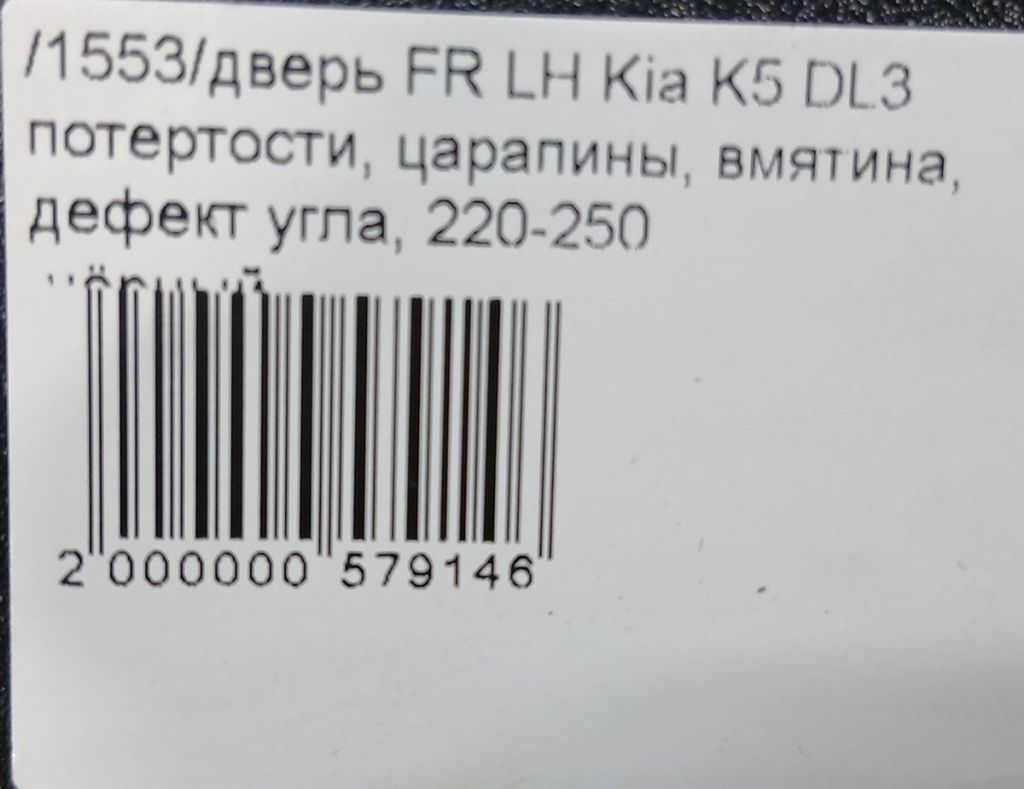 /1553/дверь FR LH Kia K5 DL3
потертости, царапины, вмятина,
дефект угла, 220-250
2 000000 579146